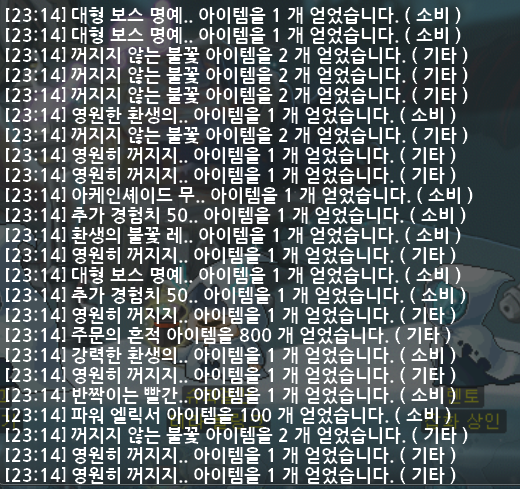 [23:14] 대형 보스 명예.. 아이템을 1 개 얻었습니다. ( 소비 )
[23:14] 대형 보스 명예.. 아이템을 1 개 얻었습니다. ( 소비 )
[23:14] 꺼지지 않는 불꽃 아이템을 2 개 얻었습니다. ( 기타 )
[23:14] 꺼지지 않는 불꽃 아이템을 2 개 얻었습니다. ( 기타 )
[23:14] 꺼지지 않는 불꽃 아이템을 2 개 얻었습니다. ( 기타 )
[23:14] 영원한 환생의.. 아이템을 1 개 얻었습니다. ( 소비 )
[23:14] 꺼지지 않는 불꽃 아이템을 2 개 얻었습니다. ( 기타 )
[23:14] 영원히 꺼지지.. 아이템을 1 개 얻었습니다. ( 기타 )
[23:14] 영원히 꺼지지.. 아이템을 1 개 얻었습니다. ( 기타 )
[23:14] 아케인셰이드 무.. 아이템을 1 개 얻었습니다. ( 소비 )
[23:14] 추가 경험치 50.. 아이템을 1 개 얻었습니다. ( 소비 )
[23:14] 환생의 불꽃 레.. 아이템을 1 개 얻었습니다. ( 소비 )
[23:14] 영원히 꺼지지.. 아이템을 1 개 얻었습니다. ( 기타 )
[23:14] 대형 보스 명예.. 아이템을 1 개 얻었습니다. ( 소비 )
[23:14] 추가 경험치 50.. 아이템을 1 개 얻었습니다. ( 소비 )
[23:14] 영원히 꺼지지.. 아이템을 1 개 얻었습니다. ( 기타 )
[23:14] 주문의 흔적 아이템을 800 개 얻었습니다. ( 기타 )
[23:14] 강력한 환생의.. 아이템을 1 개 얻었습니다. ( 소비 )
[23:14] 영원히 꺼지지.. 아이템을 1 개 얻었습니다. ( 기타 )
[23:14] 반짝이는 빨간.. 아이템을 1 개 얻었습니다. ( 소비 )
[23:14] 파워 엘릭서 아이템을 100 개 얻었습니다. ( 소비 )
[23:14] 꺼지지 않는 불꽃 아이템을 2 개 얻었습니다. ( 기타 )
[23:14] 영원히 꺼지지.. 아이템을 1 개 얻었습니다. ( 기타 )
[23:14] 영원히 꺼지지.. 아이템을 1 개 얻었습니다. ( 기타 )
상인